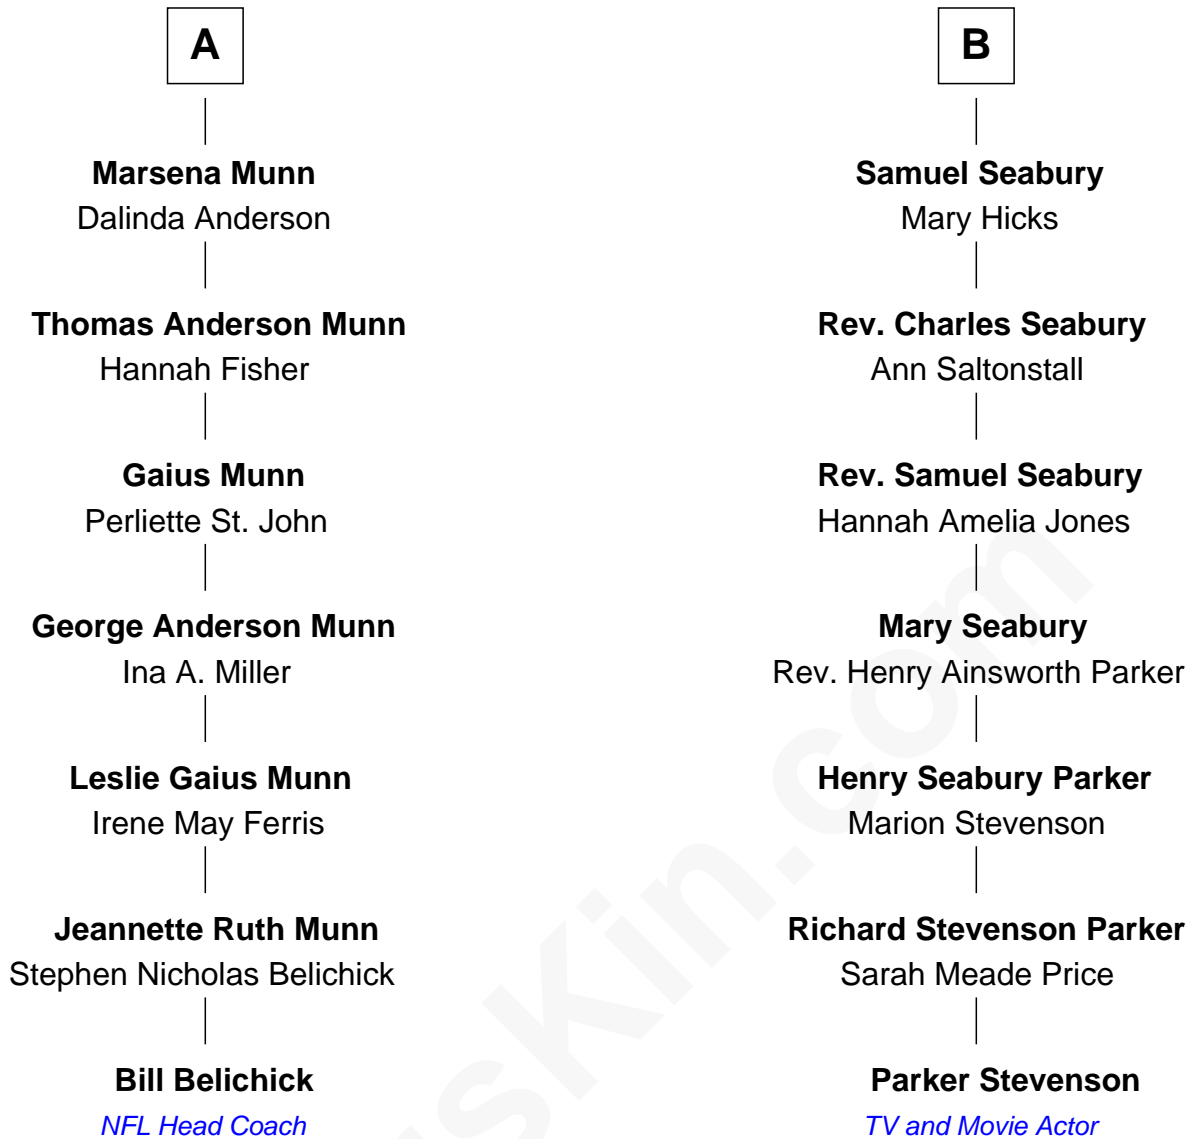 A
B
Marsena Munn
Dalinda Anderson
Samuel Seabury
Mary Hicks
Thomas Anderson Munn
Hannah Fisher
Rev. Charles Seabury
Ann Saltonstall
Gaius Munn
Perliette St. John
Rev. Samuel Seabury
Hannah Amelia Jones
George Anderson Munn
Ina A. Miller
Mary Seabury
Rev. Henry Ainsworth Parker
Leslie Gaius Munn
Irene May Ferris
Henry Seabury Parker
Marion Stevenson
Jeannette Ruth Munn
Stephen Nicholas Belichick
Richard Stevenson Parker
Sarah Meade Price
Bill Belichick
NFL Head Coach
Parker Stevenson
TV and Movie Actor
sKin.com